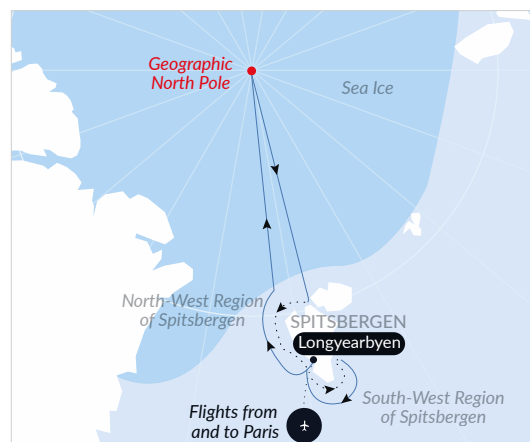 Geographic
North Pole
Sea Ice
North-West Region
of Spitsbergen
SPITSBERGEN
Longyearbyen
South-West Region
of Spitsbergen
Flights from
and to Paris